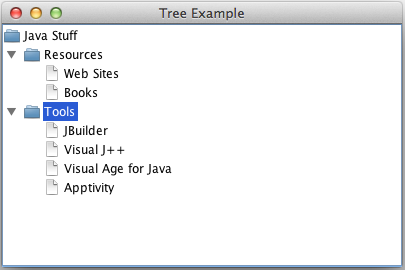 Tree Example
Java Stuff
Resources
Web Sites
Books
Tools
JBuilder
Visual J++
Visual Age for Java
Apptivity